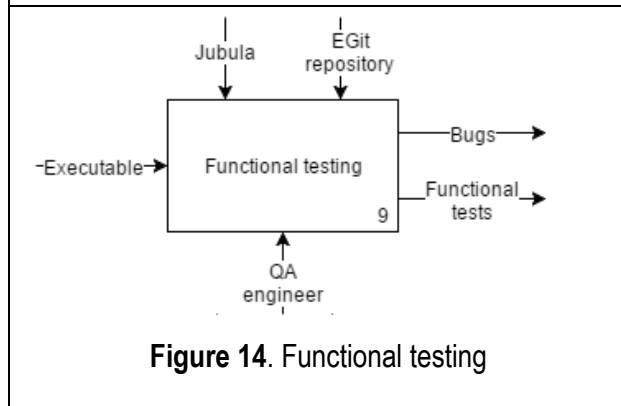 Jubula
EGit
repository
Executable
Functional testing
Bugs
Functional
tests
9
QA
engineer
Figure 14. Functional testing